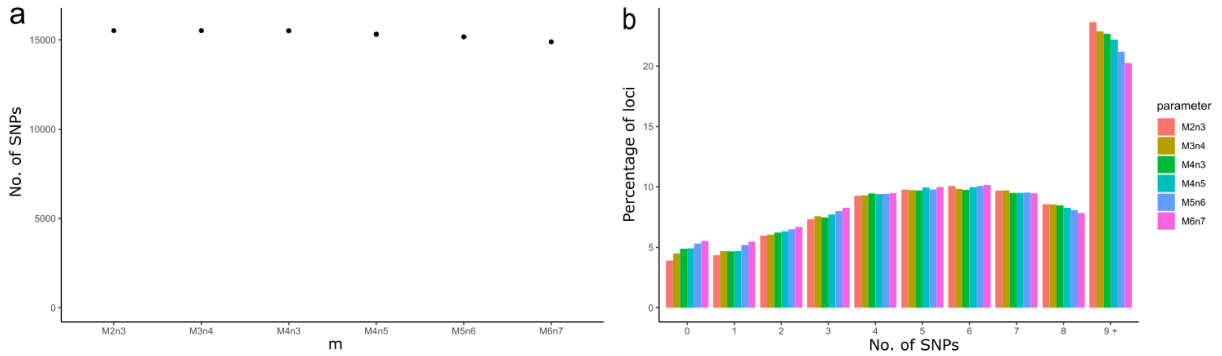 a
No. of SNPs
15000
10000
5000
0
M2n3 M3n4 M4n3 M4n5 M5n6 M6n7
m
b
Percentage of loci
20
15
10
5
0
0 1 2 3 4 5 6 7 8 9 +
No. of SNPs
parameter
M2n3
M3n4
M4n3
M4n5
M5n6
M6n7